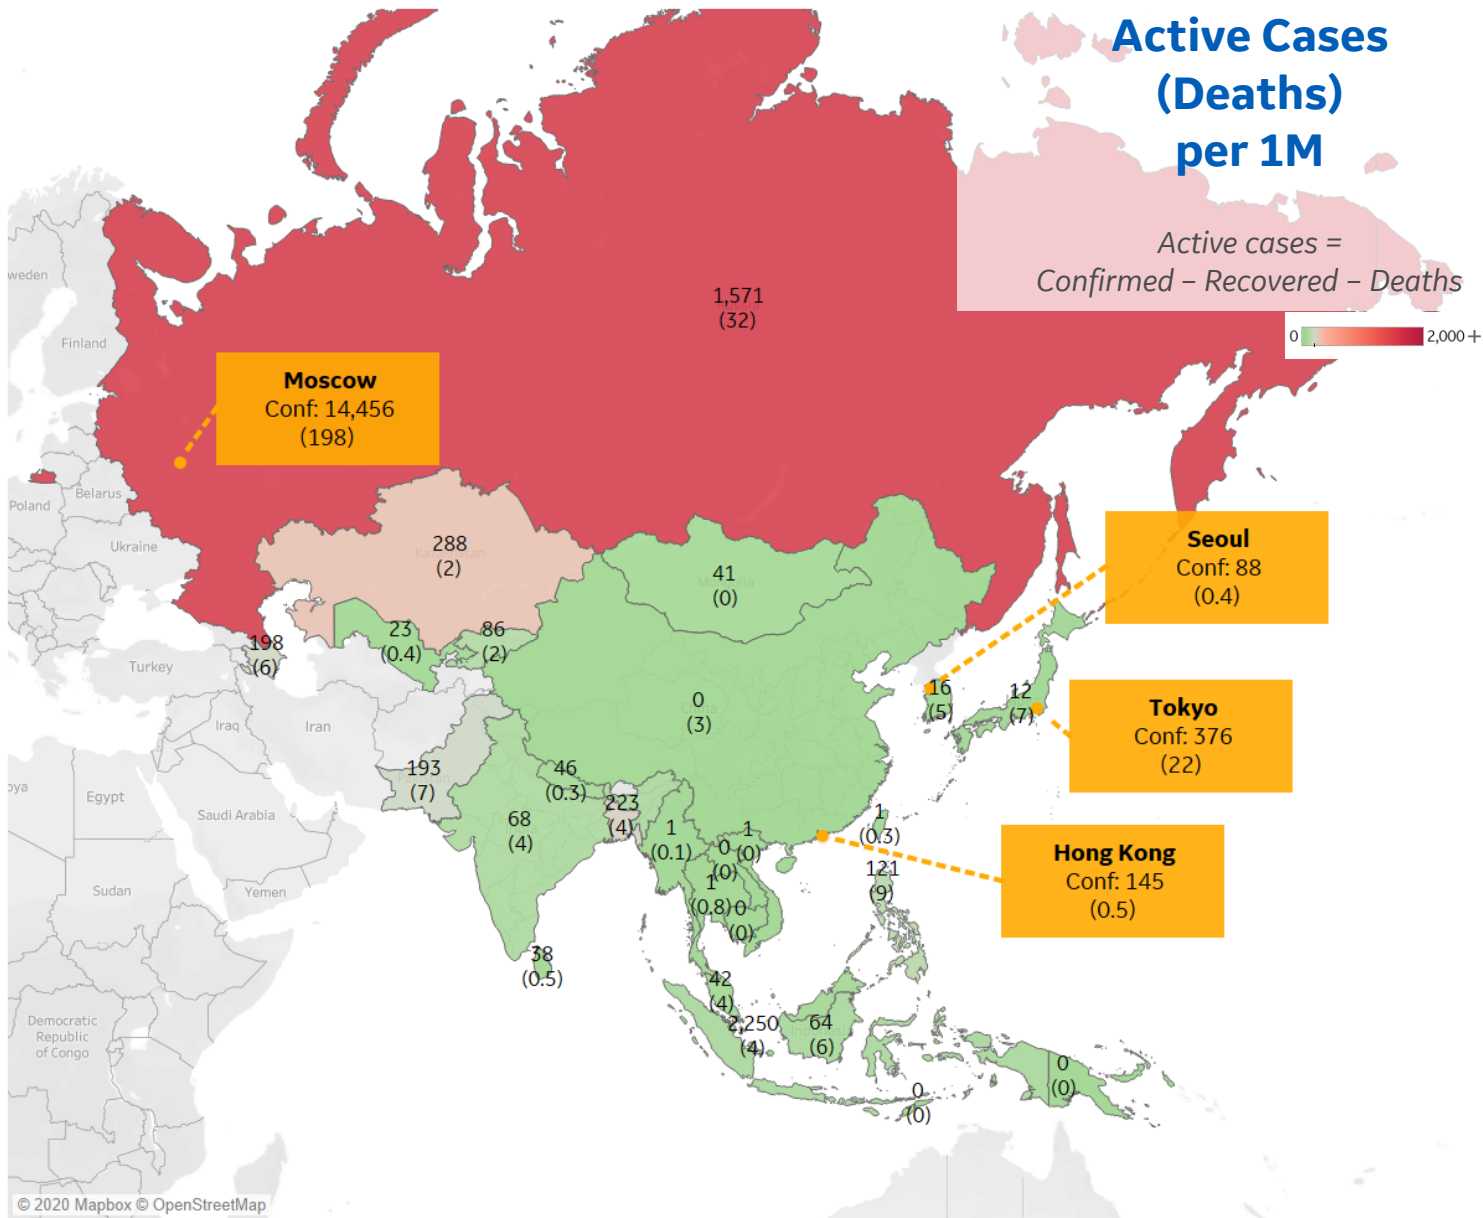 Active Cases
(Deaths)
per 1M
Active cases =
Confirmed – Recovered – Deaths
0
2,000 +
1,571
(32)
weden
Finland
Moscow
Conf: 14,456
(198)
Belarus
Poland
Ukraine
Seoul
Conf: 88
(0.4)
288
Kazakhstan
(2)
41
Mongolia
(0)
198
(6)
23
(0.4)
86
(2)
Turkey
16
(5)
12
(7)
Tokyo
Conf: 376
(22)
0
China
(3)
Iraq
Iran
193
(7)
46
(0.3)
oya
Egypt
Saudi Arabia
68
(4)
223
(4)
1
(0.1)
0
(0)
1
(0)
1
(0.3)
Hong Kong
Conf: 145
(0.5)
121
(9)
1
(0.8)
0
(0)
Sudan
Yemen
38
(0.5)
42
(4)
2,250
(4)
64
(6)
Democratic
Republic
of Congo
0
(0)
0
(0)
© 2020 Mapbox © OpenStreetMap